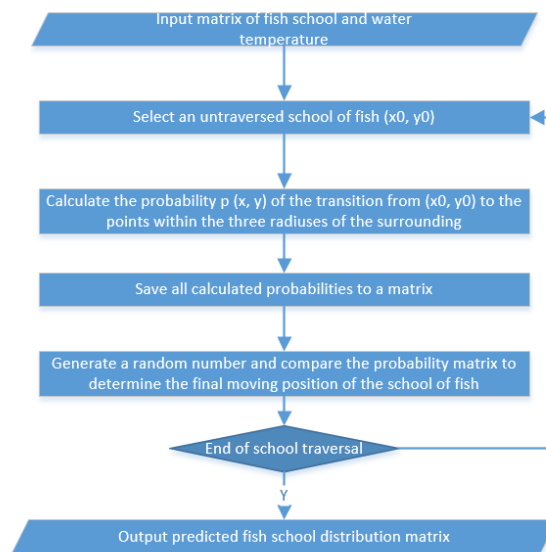 Input matrix of fish school and water
temperature
Select an untraversed school of fish (x0, y0)
Calculate the probability p (x, y) of the transition from (x0, y0) to the
points within the three radiuses of the surrounding
Save all calculated probabilities to a matrix
Generate a random number and compare the probability matrix to
determine the final moving position of the school of fish
End of school traversal
Y
Output predicted fish school distribution matrix